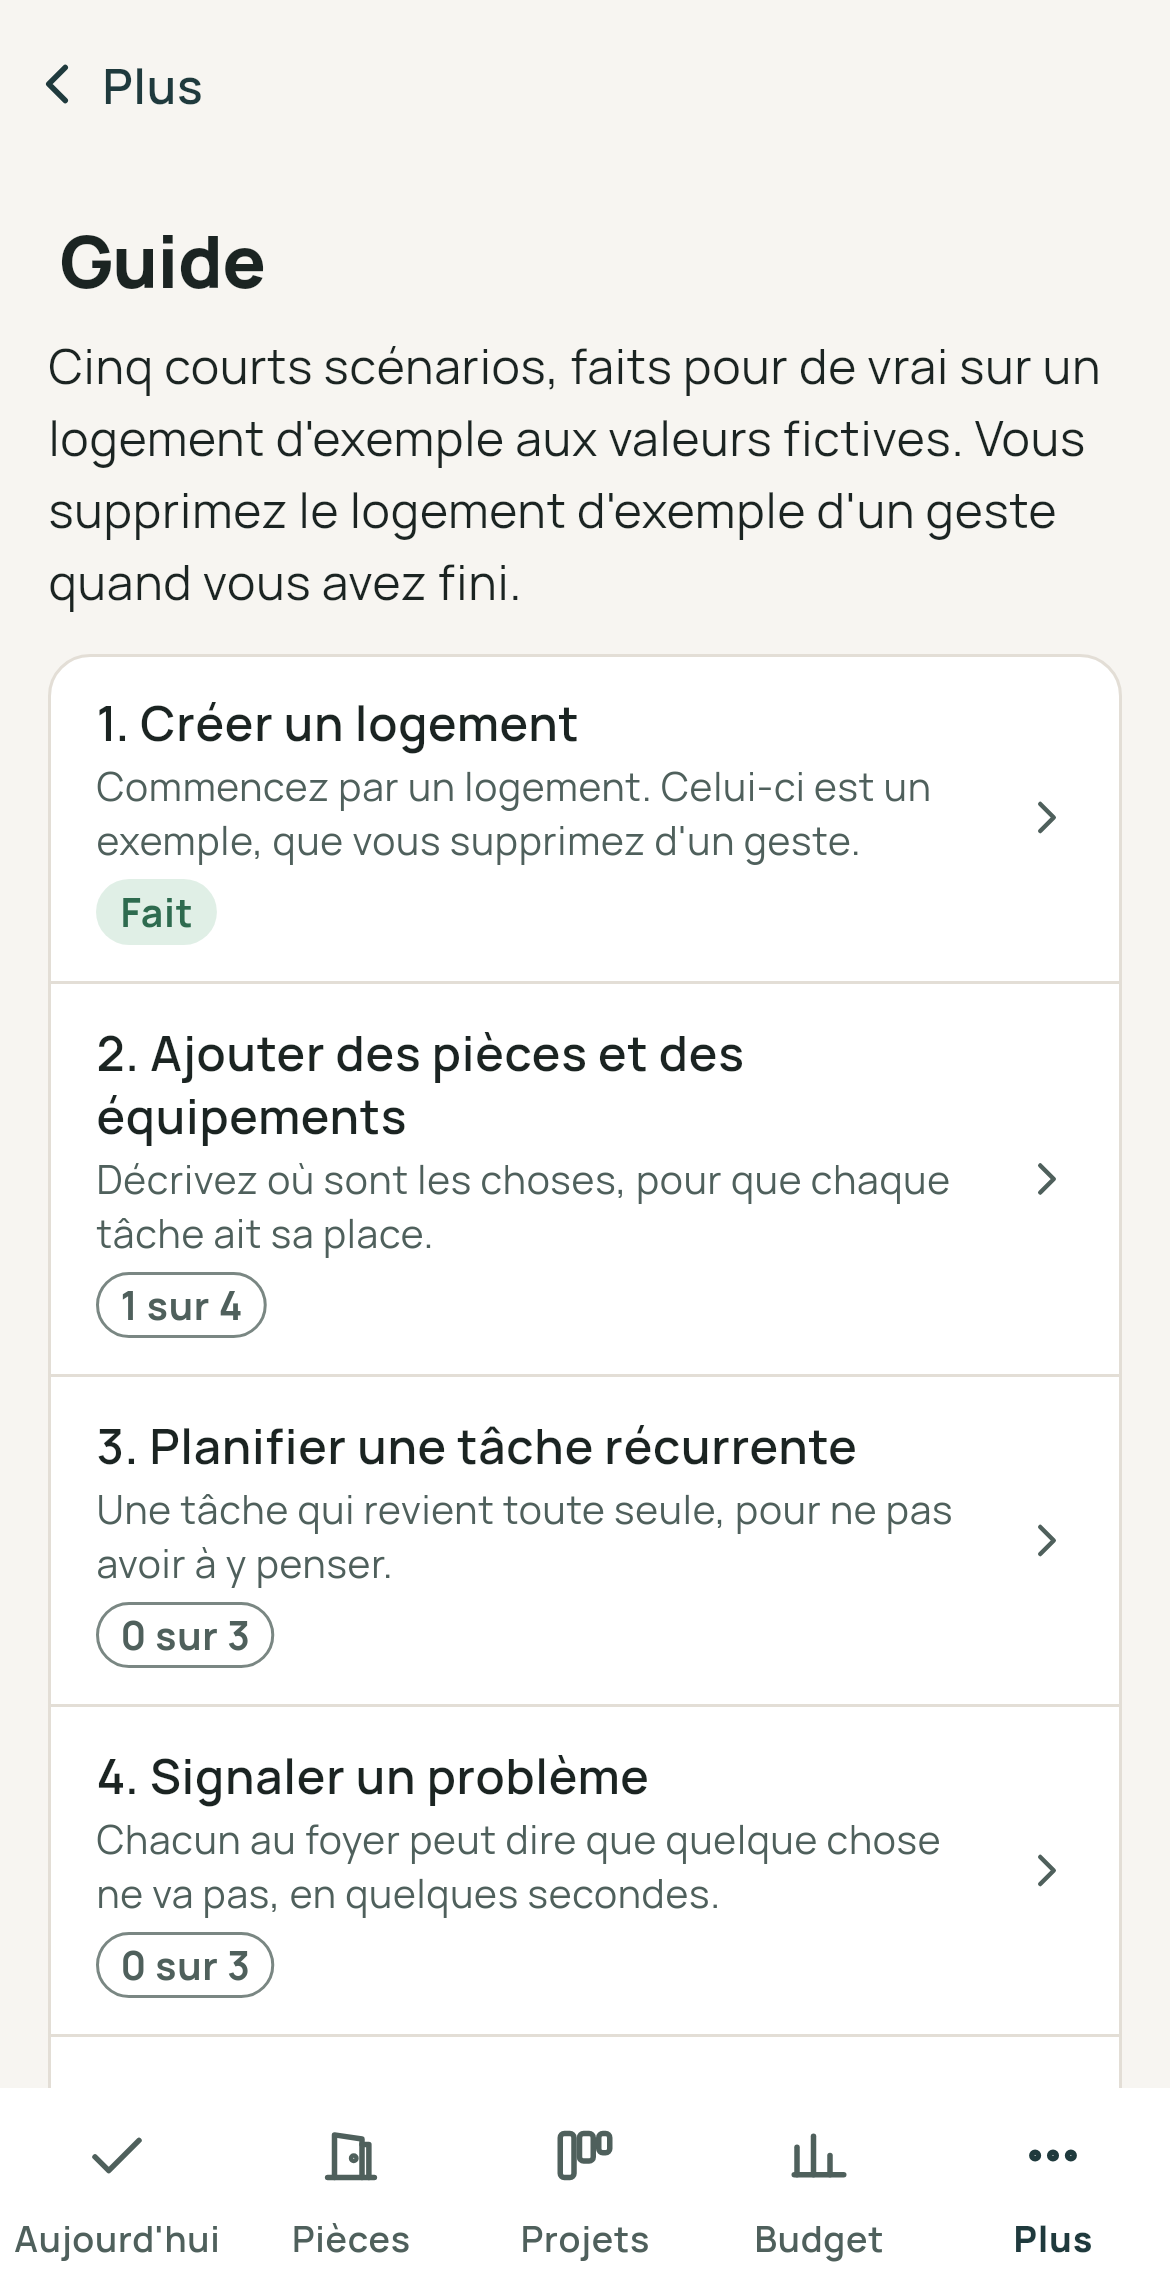 Plus
Guide
Cinq courts scénarios, faits pour de vrai sur un
logement d'exemple aux valeurs fictives. Vous
supprimez le logement d'exemple d'un geste
quand vous avez fini.
1. Créer un logement
Commencez par un logement. Celui-ci est un
exemple, que vous supprimez d'un geste.
Fait
2. Ajouter des pièces et des
équipements
Décrivez où sont les choses, pour que chaque
tâche ait sa place.
1 sur 4
3. Planifier une tâche récurrente
Une tâche qui revient toute seule, pour ne pas
avoir à y penser.
0 sur 3
4. Signaler un problème
Chacun au foyer peut dire que quelque chose
ne va pas, en quelques secondes.
0 sur 3
Aujourd'hui
Pièces
Projets
Budget
Plus